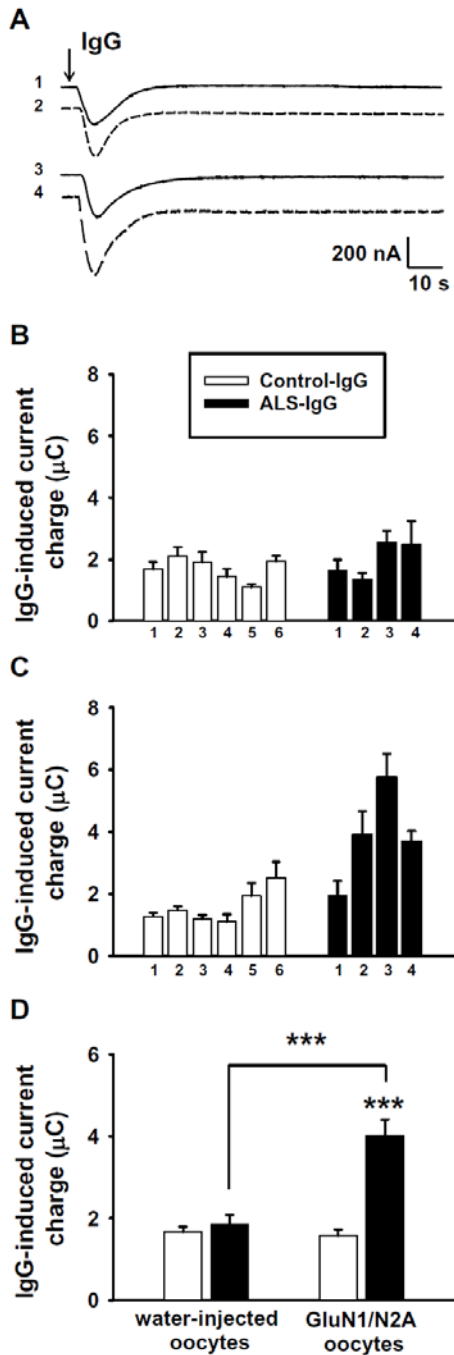 A
IgG
1
2
3
4
200 nA
10 s
B
IgG-induced current
charge (μC)
8
6
4
2
0
Control-IgG
ALS-IgG
1 2 3 4 5 6 1 2 3 4
C
IgG-induced current
charge (μC)
8
6
4
2
0
1 2 3 4 5 6 1 2 3 4
D
IgG-induced current
charge (μC)
6
4
2
0
***
***
water-injected
oocytes
GluN1/N2A
oocytes